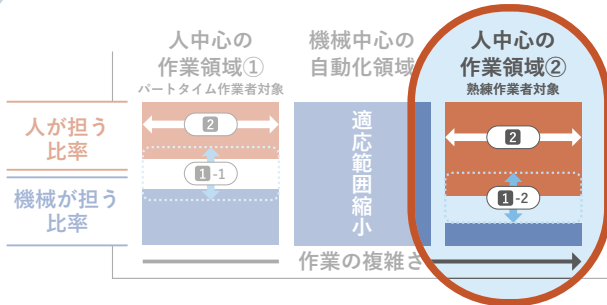 人中心の
作業領域①
パートタイム作業者対象
機械中心の
自動化領域
人中心の
作業領域②
熟練作業者対象
人が担う
比率
機械が担う
比率
2
1-1
適応範囲縮小
2
1-2
作業の複雑さ